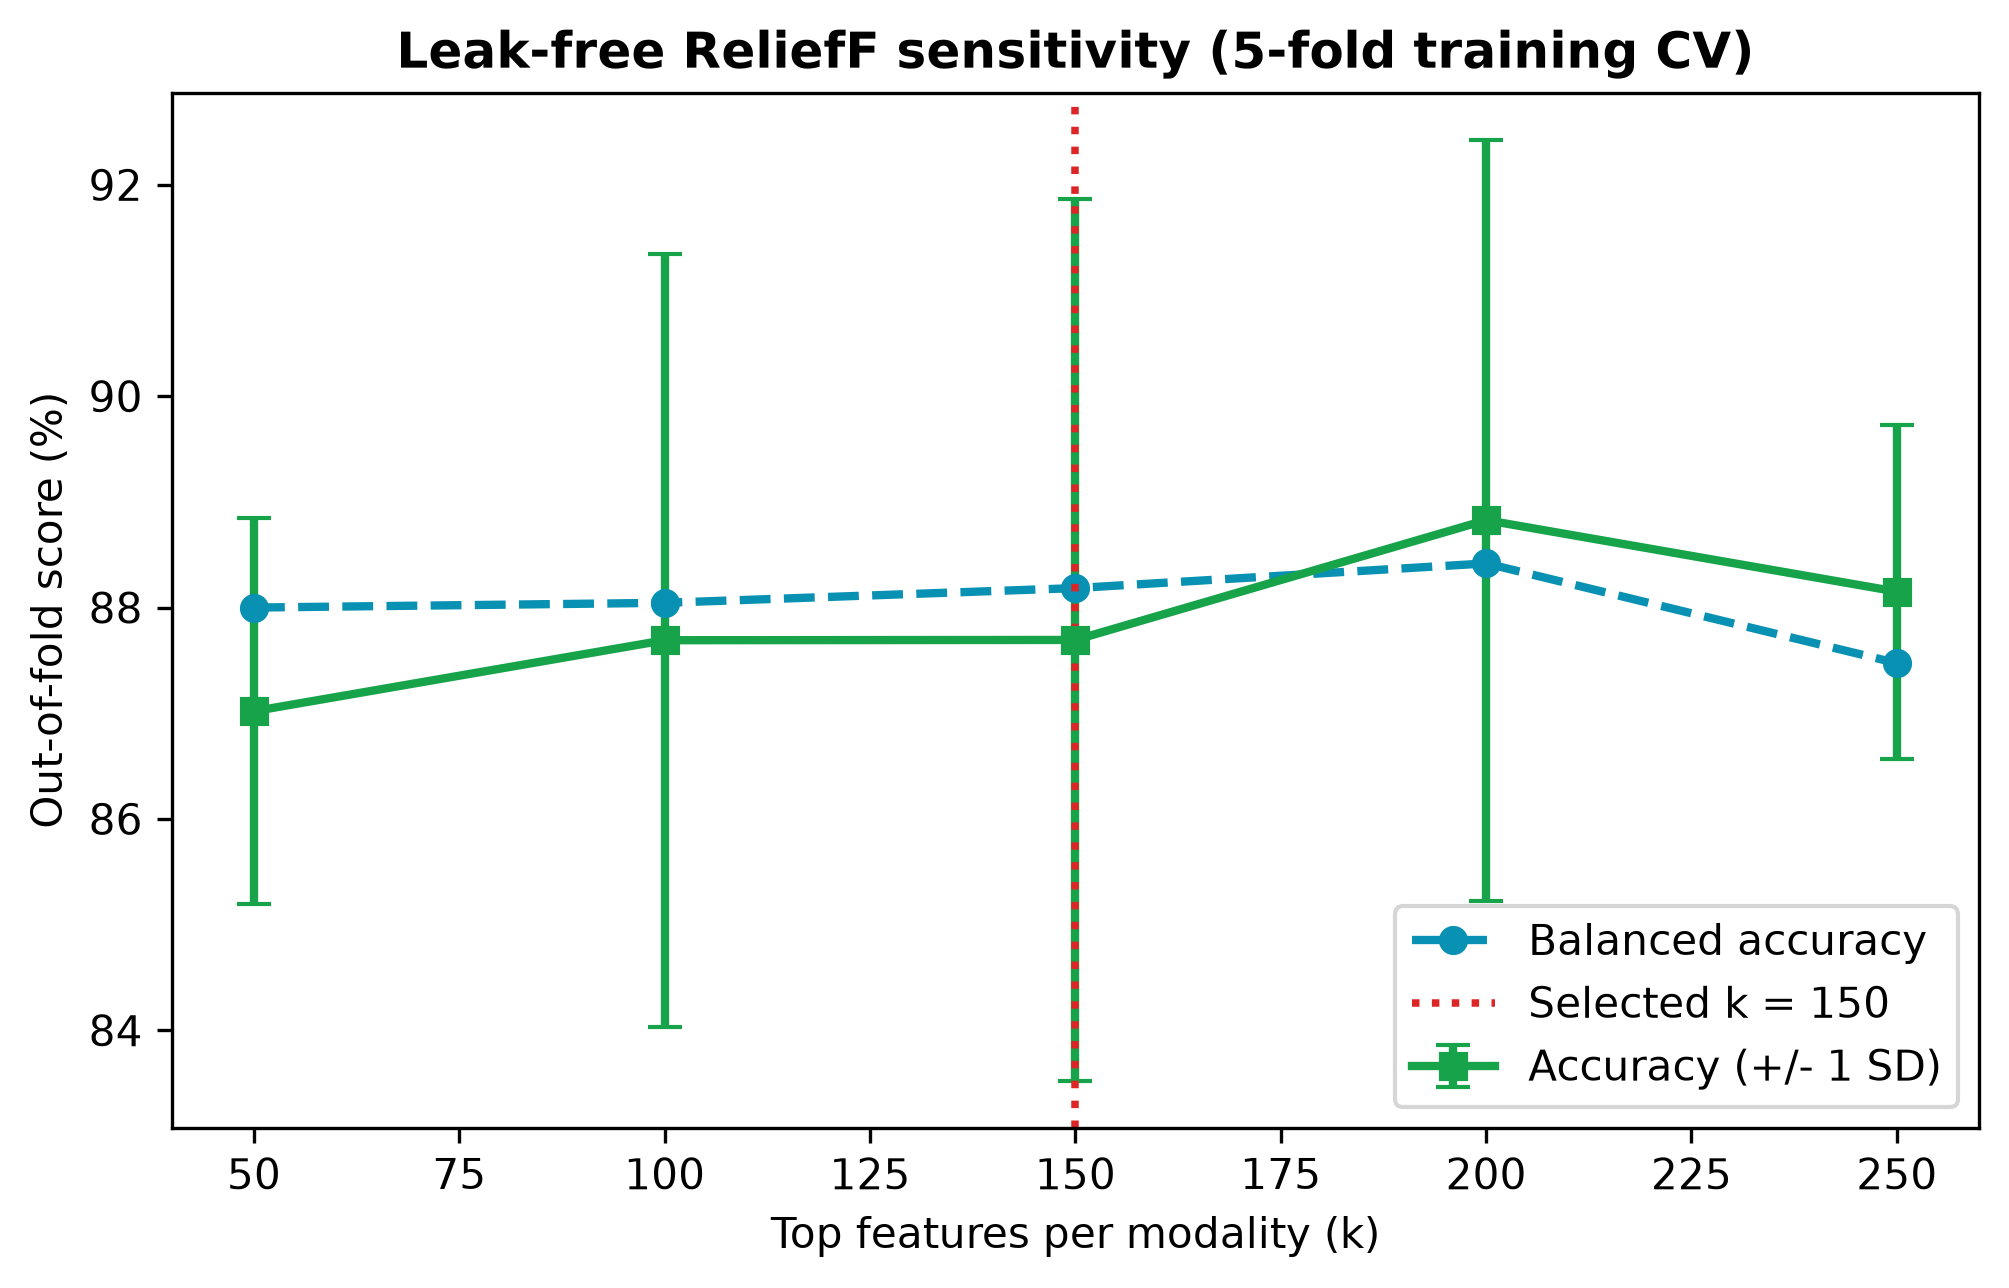 Leak-free ReliefF sensitivity (5-fold training CV)
Out-of-fold score (%)
92
90
88
86
84
Balanced accuracy
Selected k = 150
Accuracy (+/- 1 SD)
50 75 100 125 150 175 200 225 250
Top features per modality (k)